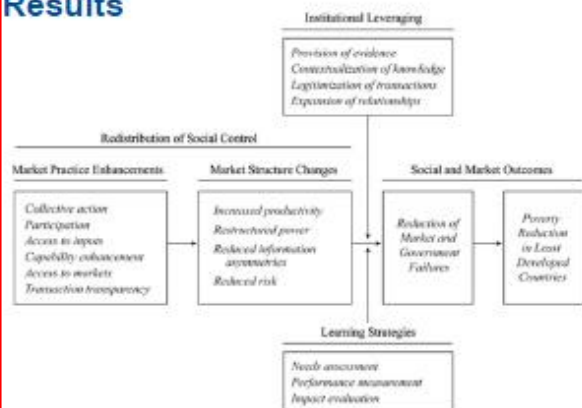 Results
Institutional Leveraging
Provision of evidence
Contextualization of knowledge
Legitimization of transactions
Expansion of relationships
Redistribution of Social Control
Market Practice Enhancements
Market Structure Changes
Social and Market Outcomes
Collective action
Participation
Access to inputs
Capability enhancement
Access to markets
Transaction transparency
Increased productivity
Restructured power
Reduced information
asymmetries
Reduced risk
Reduction of
Market and
Government
Failures
Poverty
Reduction
in Least
Developed
Countries
Learning Strategies
Needs assessment
Performance measurement
Impact evaluation